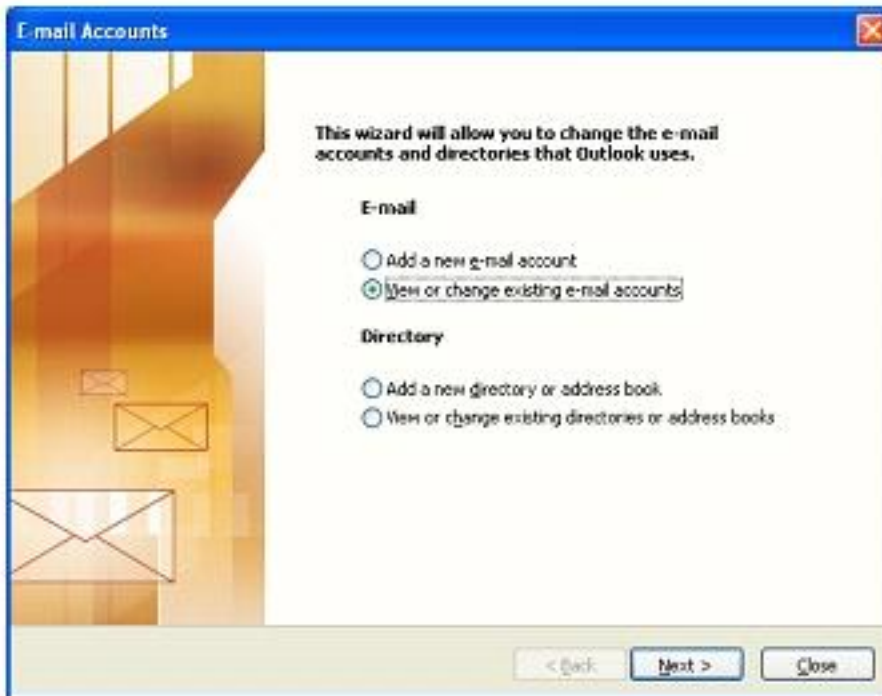 E-mail Accounts
This wizard will allow you to change the e-mail
accounts and directories that Outlook uses.
E-mail
Add a new e-mail account
View or change existing e-mail accounts
Directory
Add a new directory or address book
View or change existing directories or address books
< Back
Next >
Close